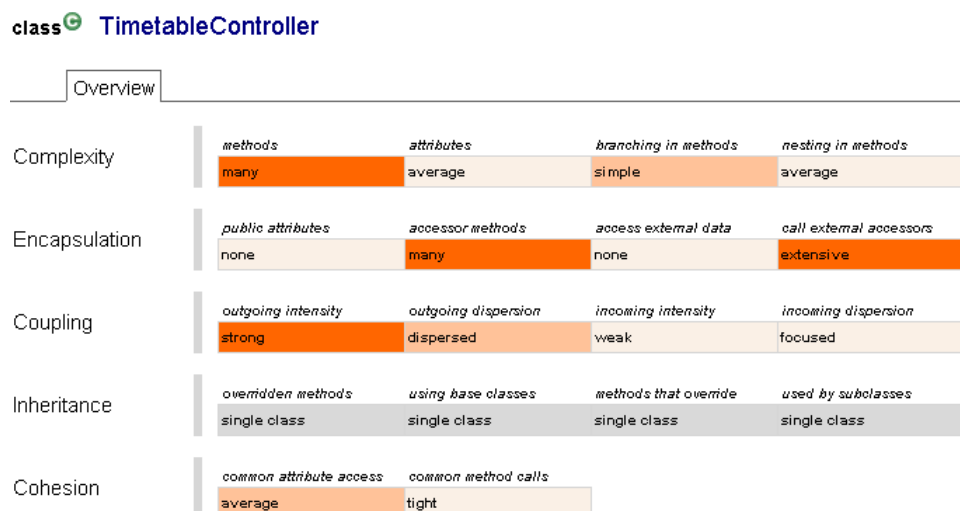 class C TimetableController
Overview
Complexity
methods attributes branching in methods nesting in methods
many average simple average
Encapsulation
public attributes accessor methods access external data call external accessors
none many none extensive
Coupling
outgoing intensity outgoing dispersion incoming intensity incoming dispersion
strong dispersed weak focused
Inheritance
overridden methods using base classes methods that override used by subclasses
single class single class single class single class
Cohesion
common attribute access common method calls
average tight